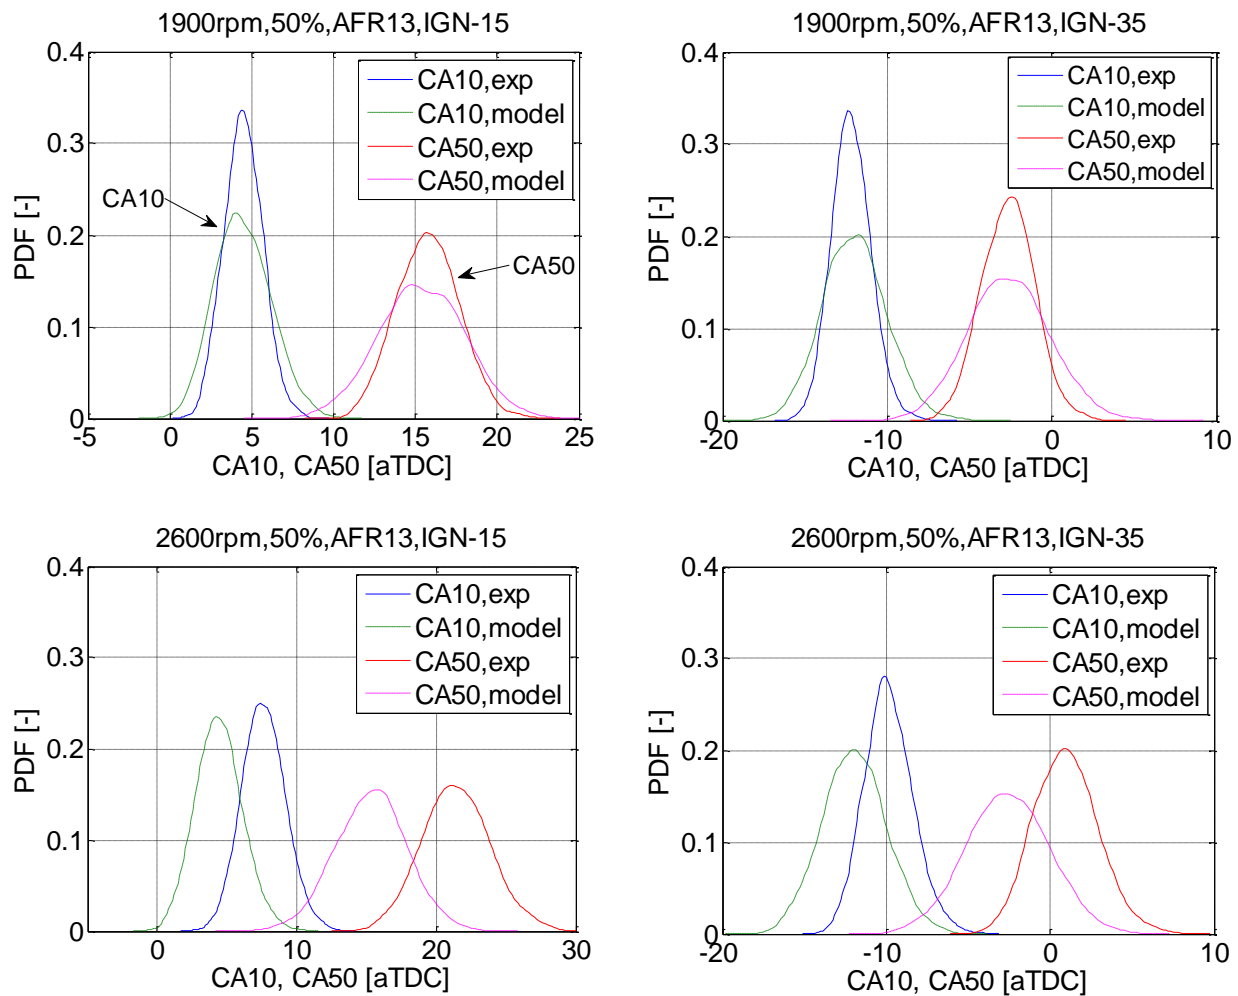 1900rpm,50%,AFR13,IGN-15
0.4
0.3
0.2
0.1
0
PDF [-]
CA10,exp
CA10,model
CA50,exp
CA50,model
CA10
CA50
-5 0 5 10 15 20 25
CA10, CA50 [aTDC]
1900rpm,50%,AFR13,IGN-35
0.4
0.3
0.2
0.1
0
PDF [-]
CA10,exp
CA10,model
CA50,exp
CA50,model
-20 -10 0 10
CA10, CA50 [aTDC]
2600rpm,50%,AFR13,IGN-15
0.4
0.3
0.2
0.1
0
PDF [-]
CA10,exp
CA10,model
CA50,exp
CA50,model
0 10 20 30
CA10, CA50 [aTDC]
2600rpm,50%,AFR13,IGN-35
0.4
0.3
0.2
0.1
0
PDF [-]
CA10,exp
CA10,model
CA50,exp
CA50,model
-20 -10 0 10
CA10, CA50 [aTDC]